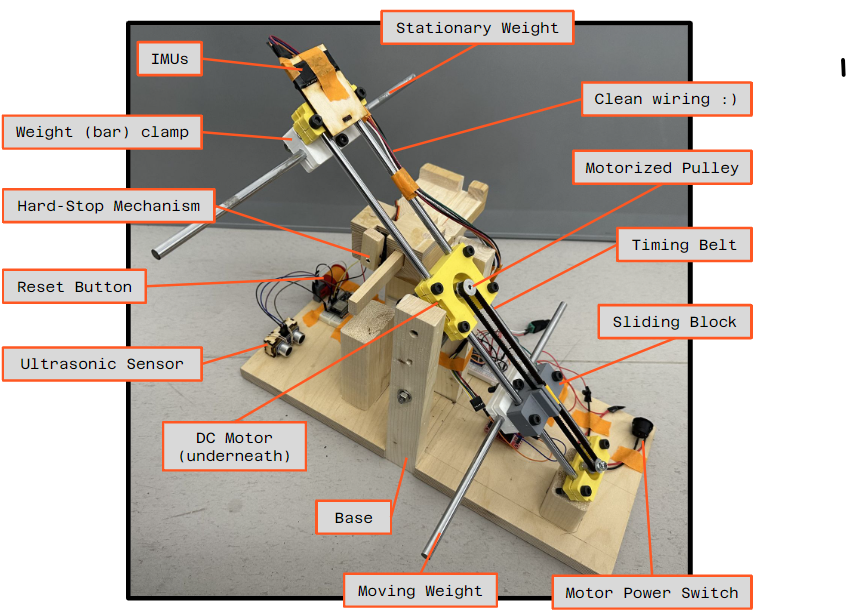 Stationary Weight
IMUs
Clean wiring :)
Weight (bar) clamp
Motorized Pulley
Hard-Stop Mechanism
Timing Belt
Reset Button
Sliding Block
Ultrasonic Sensor
DC Motor
(underneath)
Base
Moving Weight
Motor Power Switch